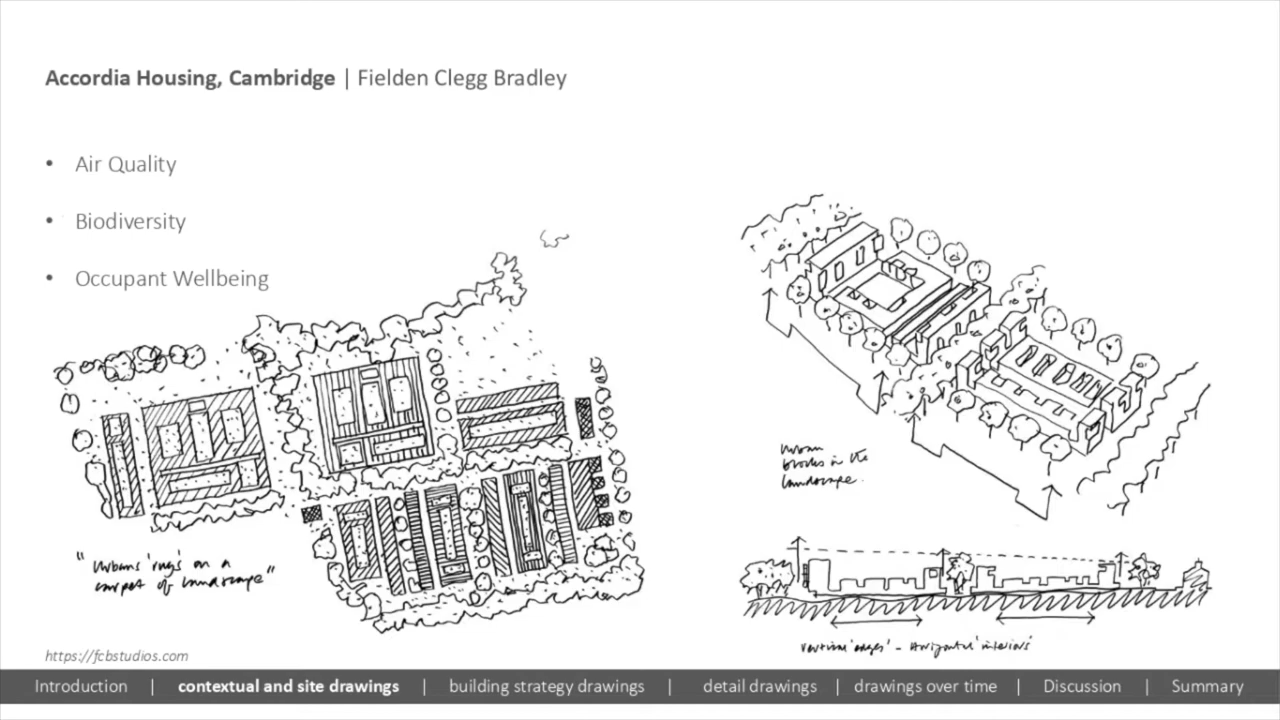 Accordia Housing, Cambridge | Fielden Clegg Bradley
• Air Quality
• Biodiversity
• Occupant Wellbeing
urban
blocks in the
landscape.
"Urbans 'rugs' on a
carpet of landscape"
vertical 'edges' - Horizontal 'interiors'
https://fcbstudios.com
Introduction | contextual and site drawings | building strategy drawings | detail drawings | drawings over time | Discussion | Summary